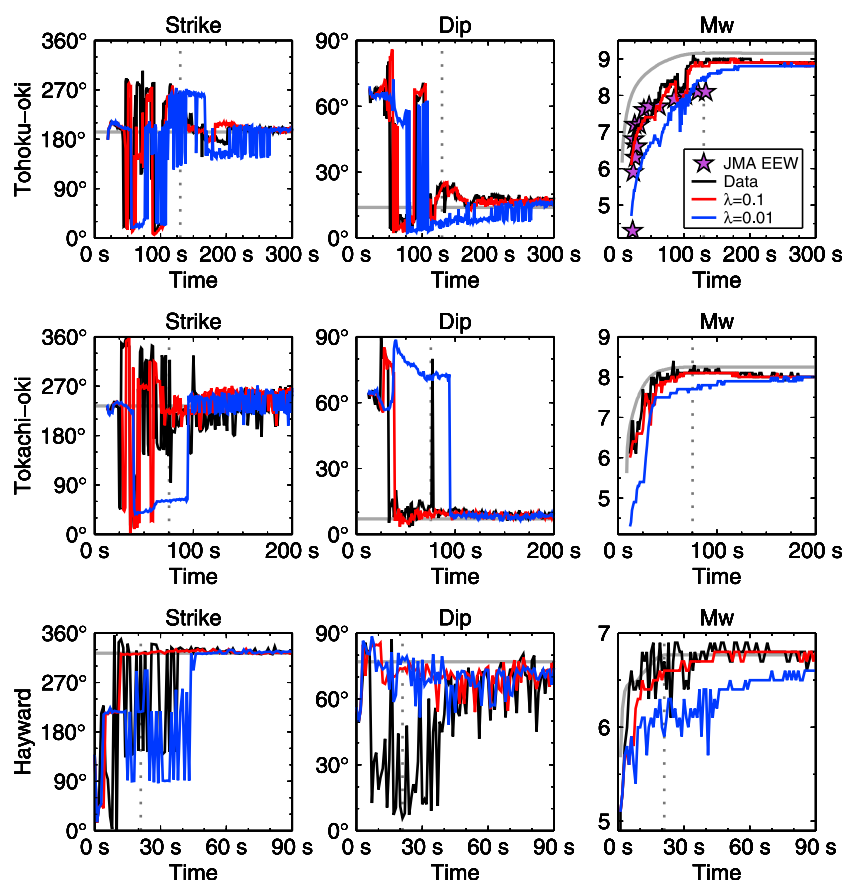 Strike Dip Mw
Tohoku–oki
360° 90° 9
270° 8
60°
180° 7
30° 6
90°
5
0° 0°
JMA EEW
Data
λ=0.1
λ=0.01
0 s 100 s 200 s 300 s 0 s 100 s 200 s 300 s 0 s 100 s 300 s
Time Time Time
Strike Dip Mw
Tokachi–oki
360° 90° 9
270° 8
60°
180° 7
30° 6
90°
5
0° 0°
0 s 100 s 200 s 0 s 100 s 200 s 0 s 100 s 200 s
Time Time Time
Strike Dip Mw
Hayward
360° 90° 7
270°
60°
180° 6
30°
90°
0° 0° 5
0 s 30 s 60 s 90 s 0 s 30 s 60 s 90 s 0 s 30 s 60 s 90 s
Time Time Time